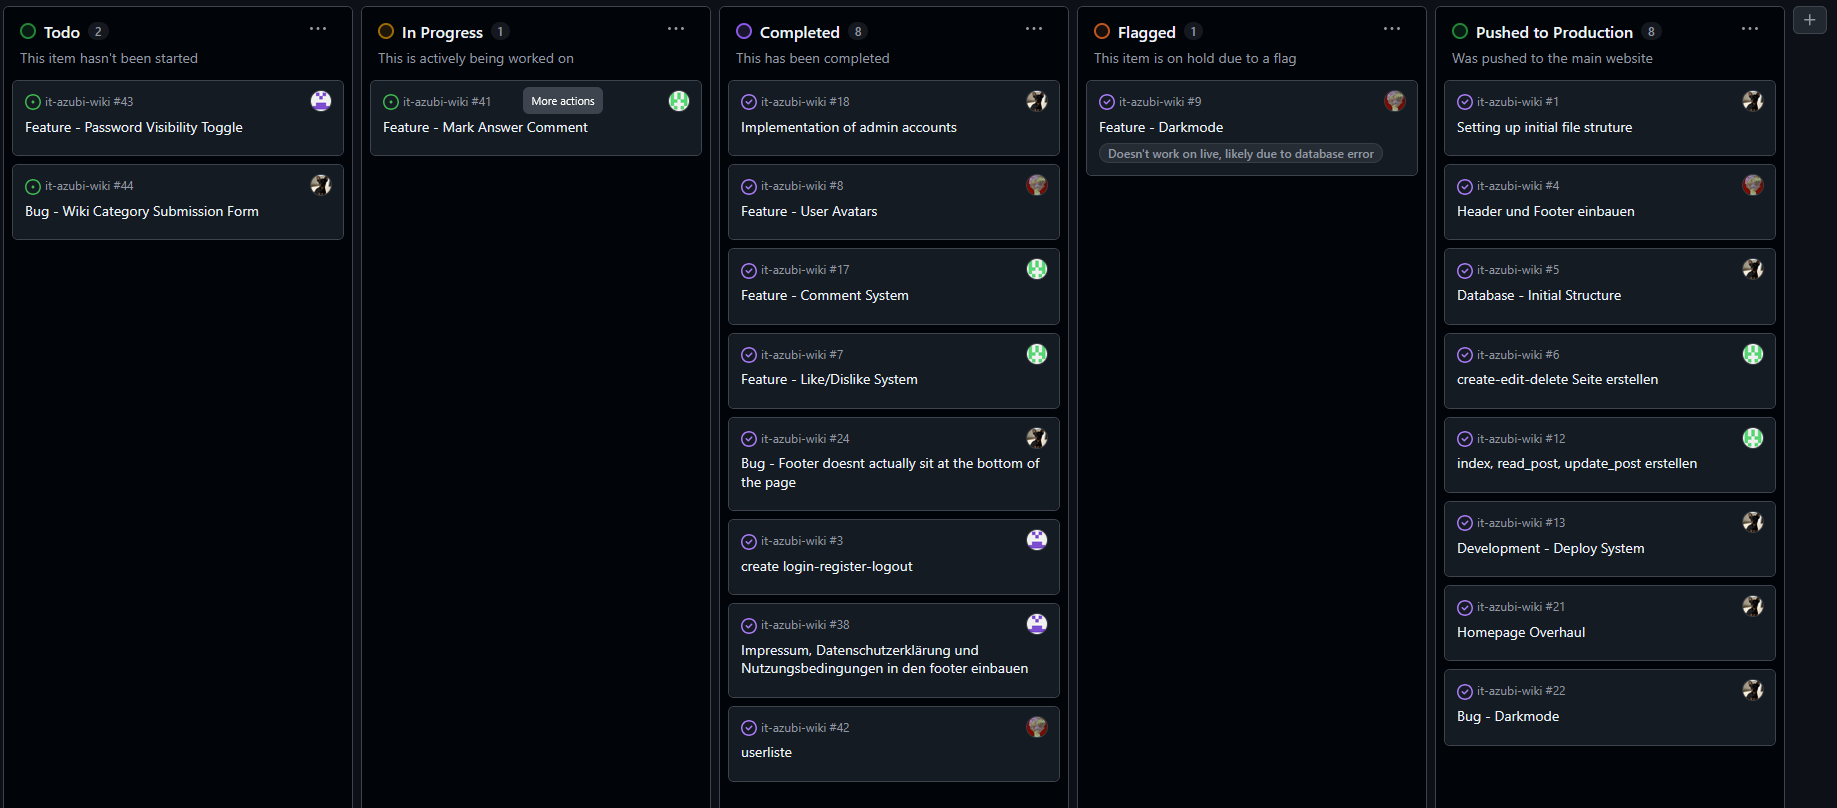 Todo 2
This item hasn't been started
it-azubi-wiki #43
Feature - Password Visibility Toggle
it-azubi-wiki #44
Bug - Wiki Category Submission Form
In Progress 1
This is actively being worked on
it-azubi-wiki #41
More actions
Feature - Mark Answer Comment
Completed 8
This has been completed
it-azubi-wiki #18
Implementation of admin accounts
it-azubi-wiki #8
Feature - User Avatars
it-azubi-wiki #17
Feature - Comment System
it-azubi-wiki #7
Feature - Like/Dislike System
it-azubi-wiki #24
Bug - Footer doesnt actually sit at the bottom of
the page
it-azubi-wiki #3
create login-register-logout
it-azubi-wiki #38
Impressum, Datenschutzerklärung und
Nutzungsbedingungen in den footer einbauen
it-azubi-wiki #42
userliste
Flagged 1
This item is on hold due to a flag
it-azubi-wiki #9
Feature - Darkmode
Doesn't work on live, likely due to database error
Pushed to Production 8
Was pushed to the main website
it-azubi-wiki #1
Setting up initial file struture
it-azubi-wiki #4
Header und Footer einbauen
it-azubi-wiki #5
Database - Initial Structure
it-azubi-wiki #6
create-edit-delete Seite erstellen
it-azubi-wiki #12
index, read_post, update_post erstellen
it-azubi-wiki #13
Development - Deploy System
it-azubi-wiki #21
Homepage Overhaul
it-azubi-wiki #22
Bug - Darkmode